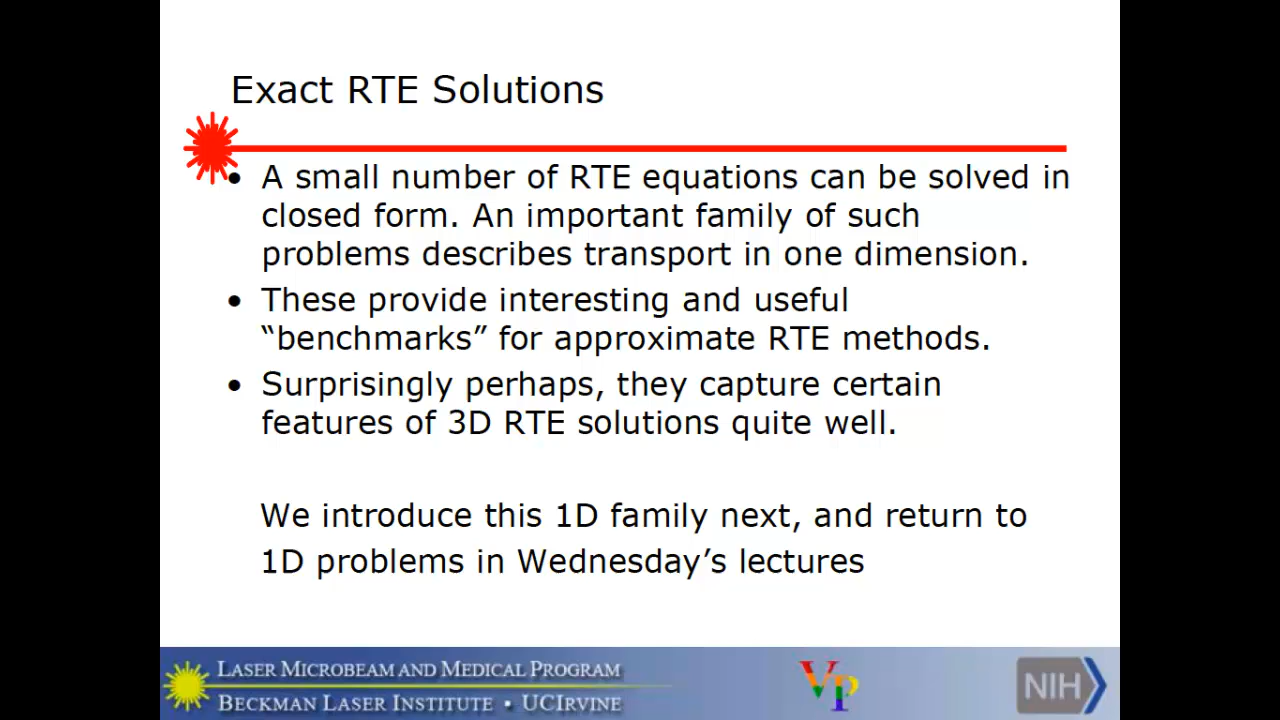 Exact RTE Solutions
• A small number of RTE equations can be solved in
closed form. An important family of such
problems describes transport in one dimension.
• These provide interesting and useful
“benchmarks” for approximate RTE methods.
• Surprisingly perhaps, they capture certain
features of 3D RTE solutions quite well.
We introduce this 1D family next, and return to
1D problems in Wednesday’s lectures
LASER MICROBEAM AND MEDICAL PROGRAM
BECKMAN LASER INSTITUTE • UCIRVINE
VP
NIH